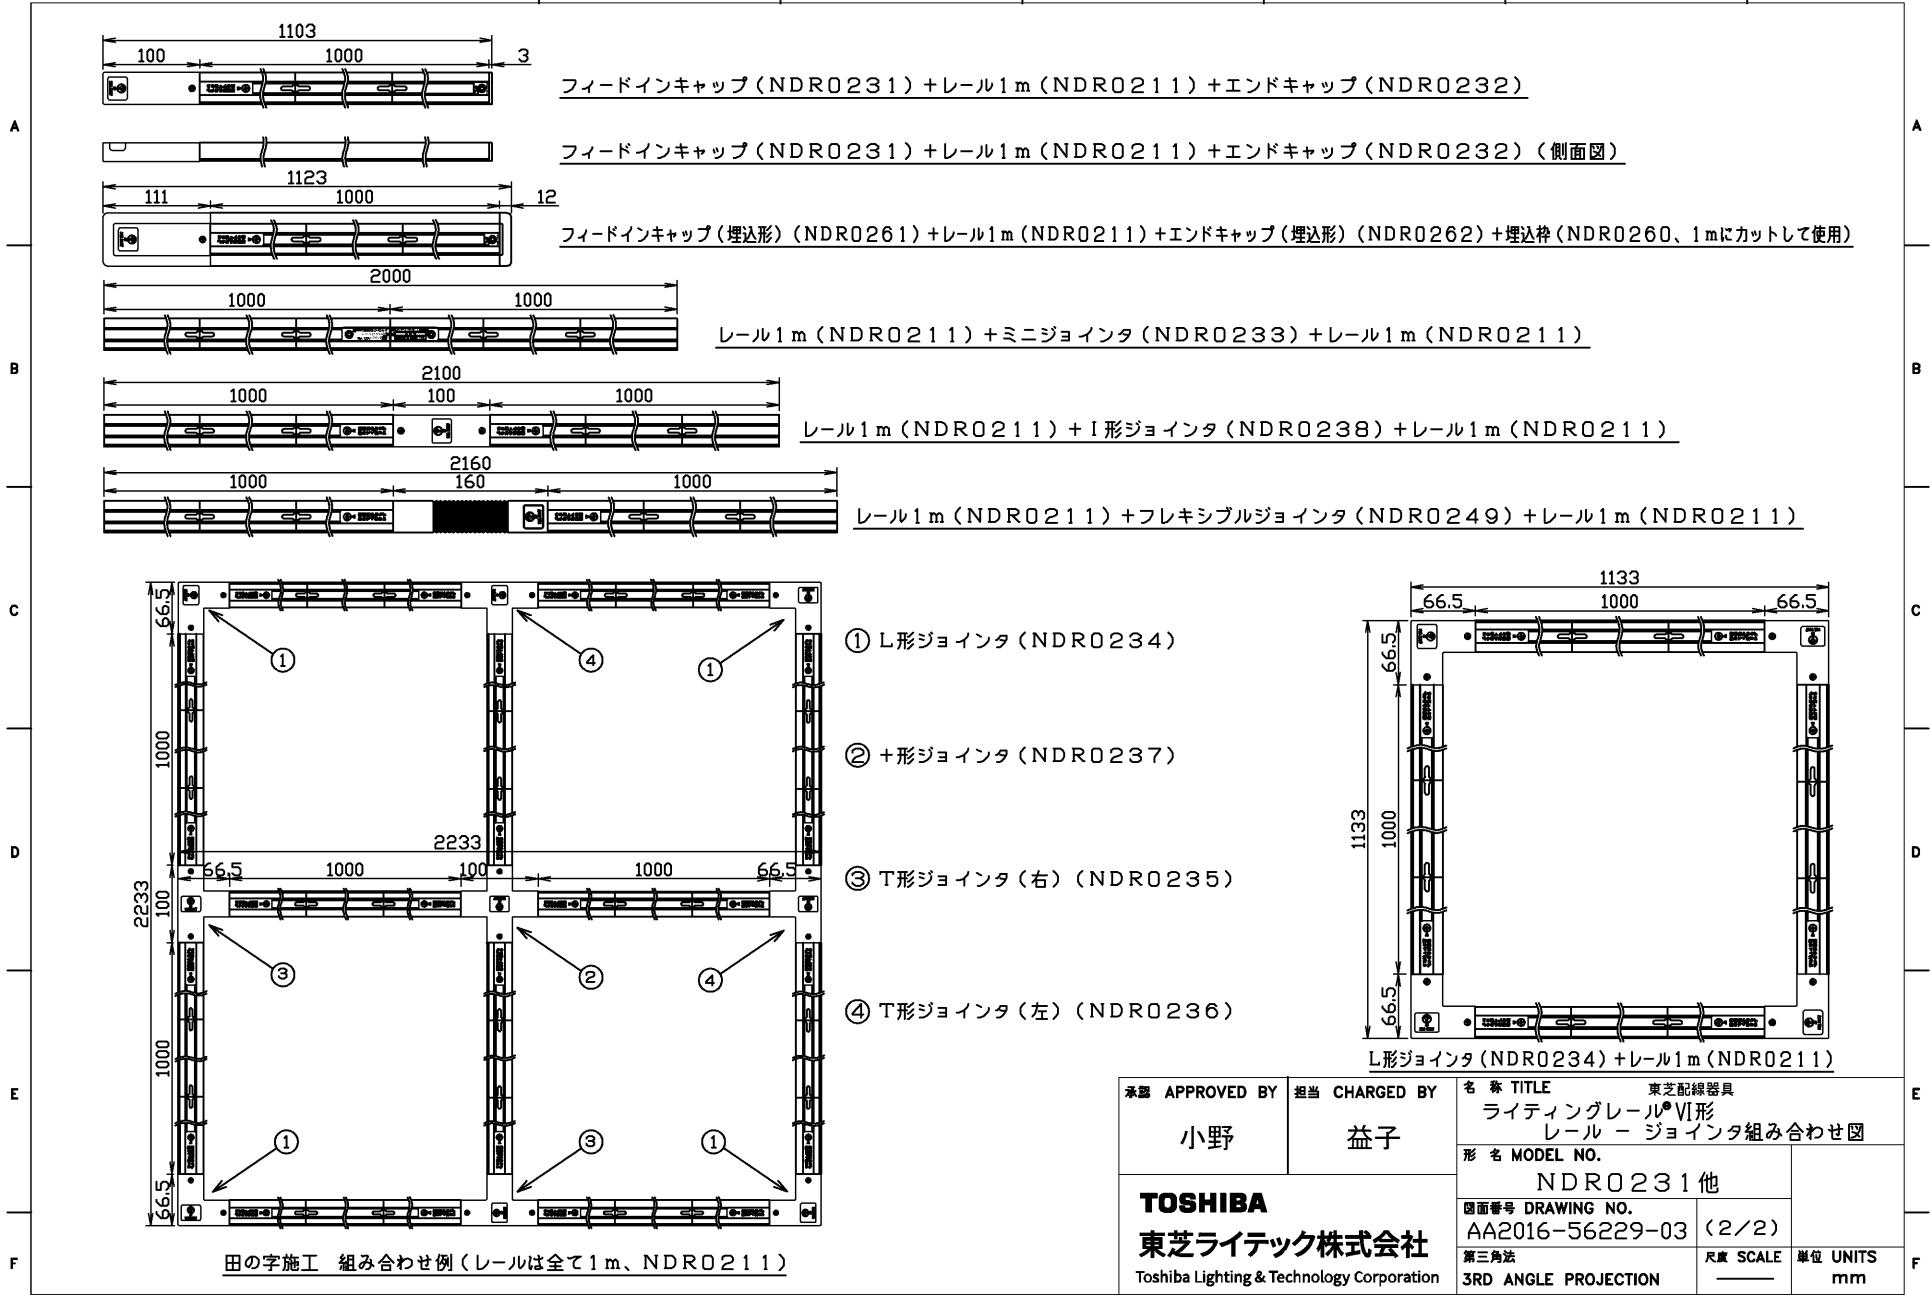 1103
100 1000 3
フィードインキャップ(NDR0231)+レール1m(NDR0211)+エンドキャップ(NDR0232)
A A
フィードインキャップ(NDR0231)+レール1m(NDR0211)+エンドキャップ(NDR0232)(側面図)
1123
111 1000 12
フィードインキャップ(埋込形)(NDR0261)+レール1m(NDR0211)+エンドキャップ(埋込形)(NDR0262)+埋込枠(NDR0260、1mにカットして使用)
2000
1000 1000
レール1m(NDR0211)+ミニジョインタ(NDR0233)+レール1m(NDR0211)
B B
2100
1000 100 1000
レール1m(NDR0211)+I形ジョインタ(NDR0238)+レール1m(NDR0211)
2160
1000 160 1000
レール1m(NDR0211)+フレキシブルジョインタ(NDR0249)+レール1m(NDR0211)
C C
66.5
1000
100
1000
66.5
2233
2233
66.5 1000 100 1000 66.5
① ④ ①
③ ② ④
① ③ ①
田の字施工 組み合わせ例(レールは全て1m、NDR0211)
① L形ジョインタ(NDR0234)
② +形ジョインタ(NDR0237)
③ T形ジョインタ(右)(NDR0235)
④ T形ジョインタ(左)(NDR0236)
1133
66.5 1000 66.5
66.5
1000
66.5
1133
L形ジョインタ(NDR0234)+レール1m(NDR0211)
D D
E E
F F
承認 APPROVED BY
小野
担当 CHARGED BY
益子
名 称 TITLE 東芝配線器具
ライティングレール®VI形
レール - ジョインタ組み合わせ図
形 名 MODEL NO.
NDR0231他
TOSHIBA
東芝ライテック株式会社
Toshiba Lighting & Technology Corporation
図面番号 DRAWING NO.
AA2016-56229-03 (2/2)
第三角法
3RD ANGLE PROJECTION
尺度 SCALE
単位 UNITS
mm